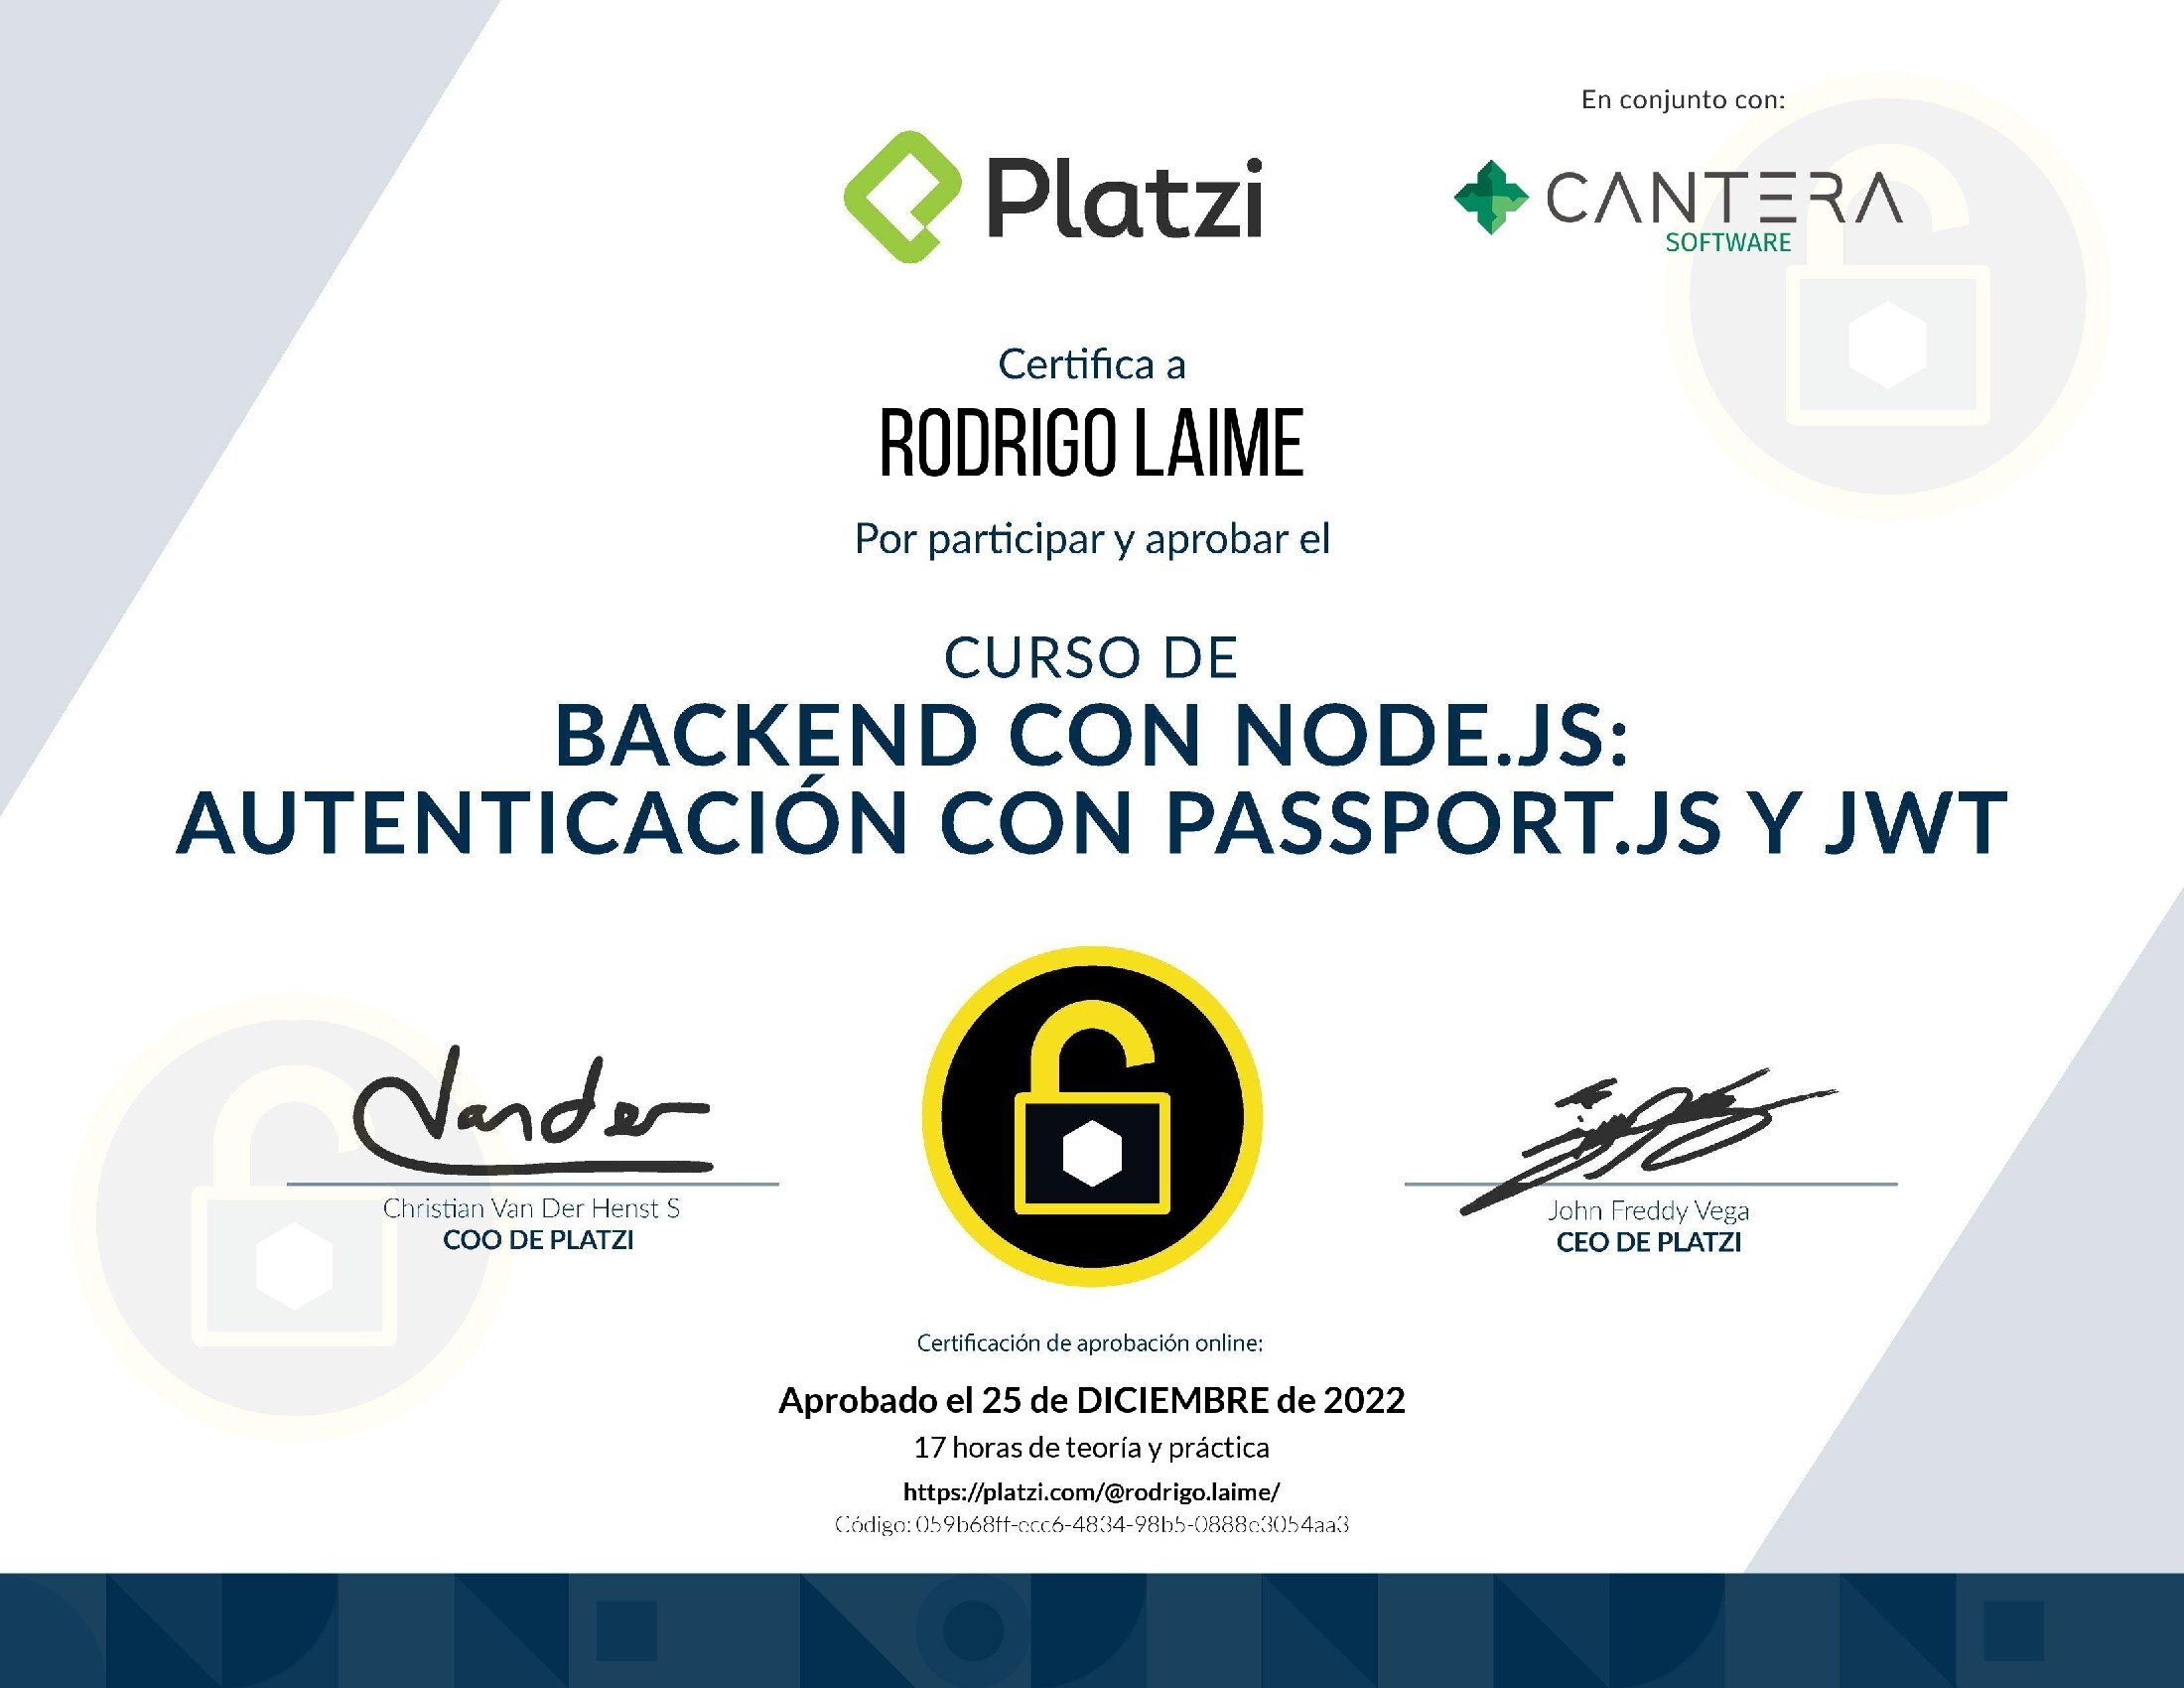 En conjunto con:
Platzi
CANTERA
SOFTWARE
Certifica a
RODRIGO LAIME
Por participar y aprobar el
CURSO DE
BACKEND CON NODE.JS:
AUTENTICACIÓN CON PASSPORT.JS Y JWT
Vander
Christian Van Der Henst S
COO DE PLATZI
John Freddy Vega
CEO DE PLATZI
Certificación de aprobación online:
Aprobado el 25 de DICIEMBRE de 2022
17 horas de teoría y práctica
https://platzi.com/@rodrigo.laime/
Código: 059b68ff-ecc6-4834-98b5-0888e3054aa3